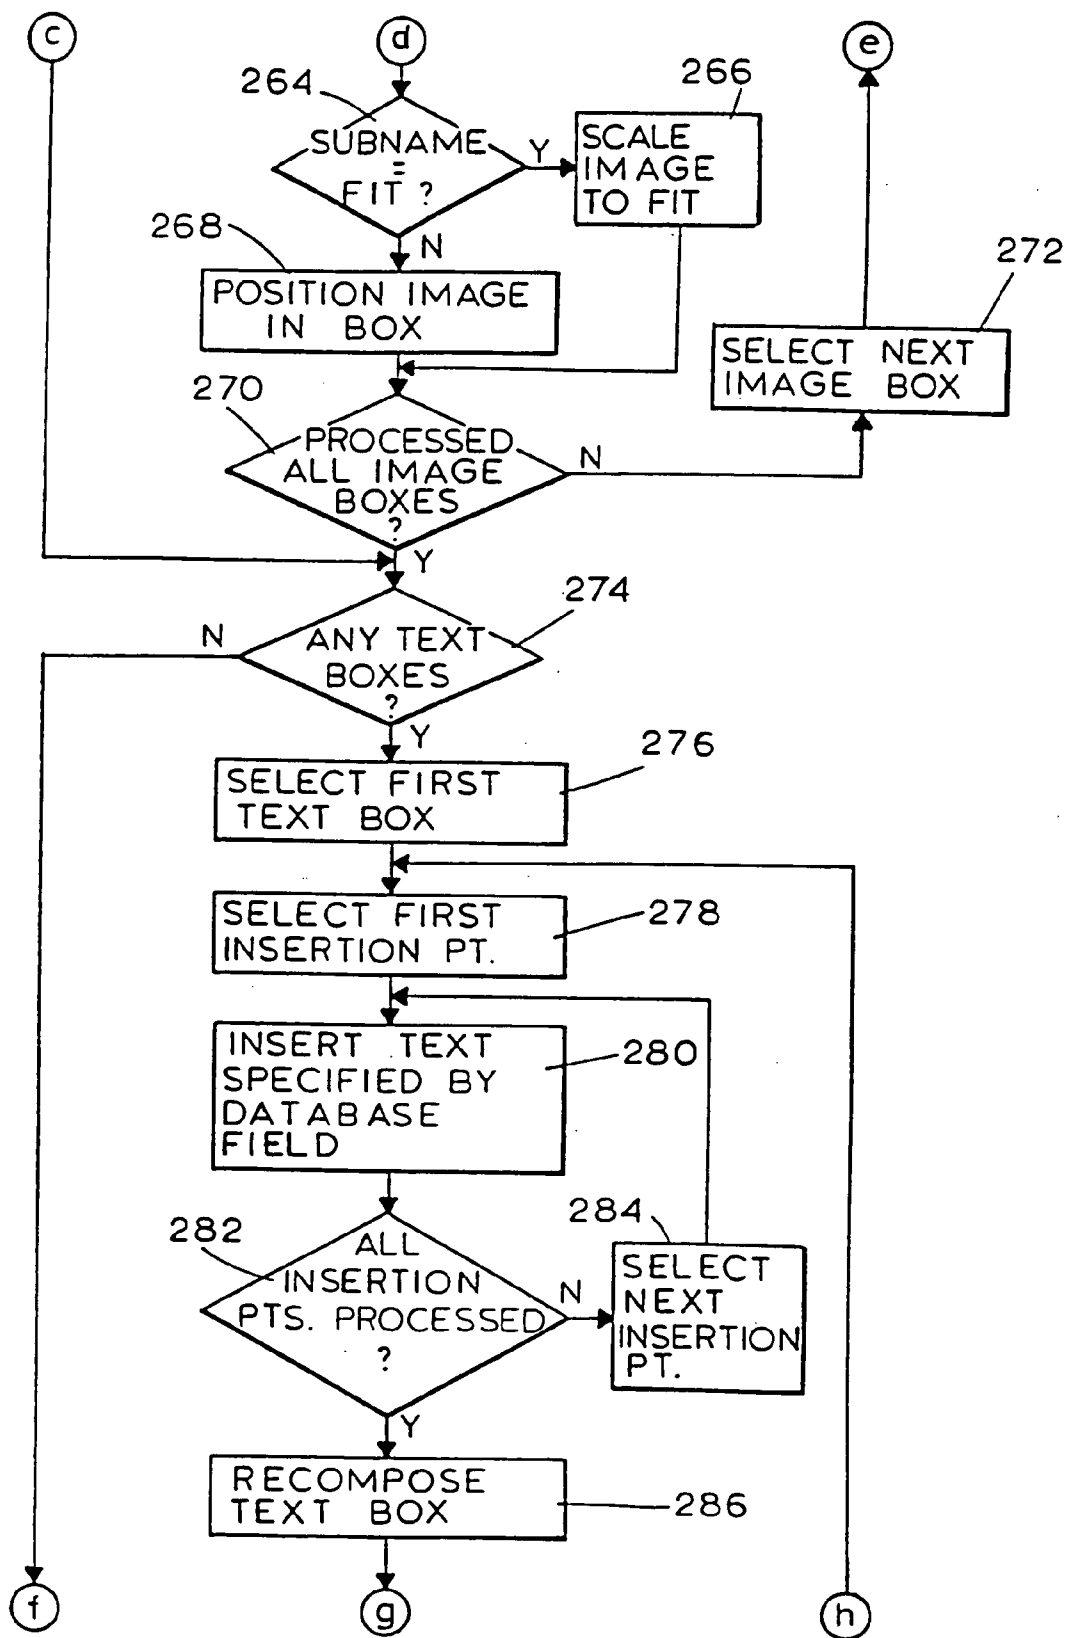 c
d
e
264
266
SUBNAME
=
FIT ?
Y
SCALE
IMAGE
TO FIT
N
268
POSITION IMAGE
IN BOX
272
SELECT NEXT
IMAGE BOX
270
PROCESSED
ALL IMAGE
BOXES
?
N
Y
274
ANY TEXT
BOXES
?
N
Y
276
SELECT FIRST
TEXT BOX
278
SELECT FIRST
INSERTION PT.
280
INSERT TEXT
SPECIFIED BY
DATABASE
FIELD
282
ALL
INSERTION
PTS. PROCESSED
?
N
284
SELECT
NEXT
INSERTION
PT.
Y
RECOMPOSE
TEXT BOX
286
f
g
h